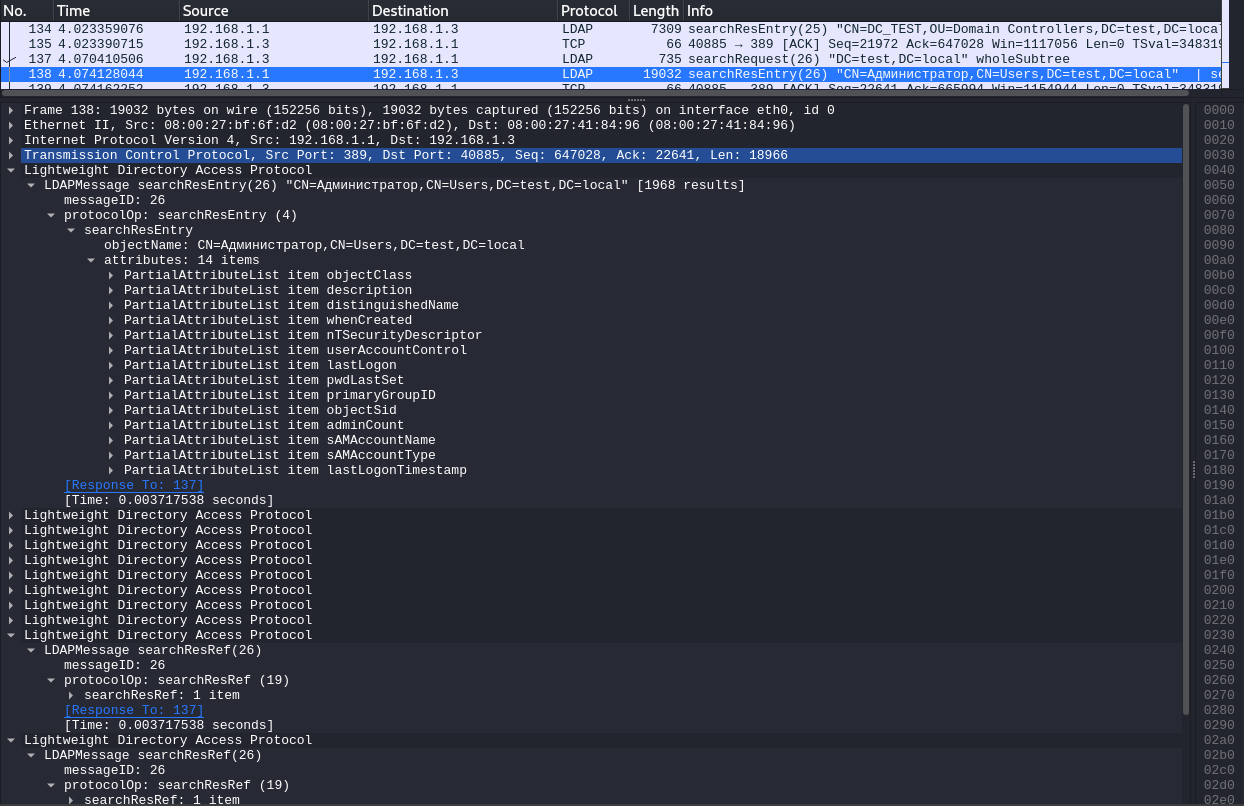 No. Time Source Destination Protocol Length Info
134 4.023359076 192.168.1.1 192.168.1.3 LDAP 7309 searchResEntry(25) "CN=DC_TEST,OU=Domain Controllers,DC=test,DC=loca
135 4.023390715 192.168.1.3 192.168.1.1 TCP 66 40885 → 389 [ACK] Seq=21972 Ack=647028 Win=1117056 Len=0 TSval=348319
137 4.070410506 192.168.1.3 192.168.1.1 LDAP 735 searchRequest(26) "DC=test,DC=local" wholeSubtree
138 4.074128044 192.168.1.1 192.168.1.3 LDAP 19032 searchResEntry(26) "CN=Администратор,CN=Users,DC=test,DC=local" | se
139 4.074162252 192.168.1.3 192.168.1.1 TCP 66 40885 → 389 [ACK] Seq=22641 Ack=665994 Win=1154944 Len=0
Frame 138: 19032 bytes on wire (152256 bits), 19032 bytes captured (152256 bits) on interface eth0, id 0
Ethernet II, Src: 08:00:27:bf:6f:d2 (08:00:27:bf:6f:d2), Dst: 08:00:27:41:84:96 (08:00:27:41:84:96)
Internet Protocol Version 4, Src: 192.168.1.1, Dst: 192.168.1.3
Transmission Control Protocol, Src Port: 389, Dst Port: 40885, Seq: 647028, Ack: 22641, Len: 18966
Lightweight Directory Access Protocol
LDAPMessage searchResEntry(26) "CN=Администратор,CN=Users,DC=test,DC=local" [1968 results]
messageID: 26
protocolOp: searchResEntry (4)
searchResEntry
objectName: CN=Администратор,CN=Users,DC=test,DC=local
attributes: 14 items
PartialAttributeList item objectClass
PartialAttributeList item description
PartialAttributeList item distinguishedName
PartialAttributeList item whenCreated
PartialAttributeList item nTSecurityDescriptor
PartialAttributeList item userAccountControl
PartialAttributeList item lastLogon
PartialAttributeList item pwdLastSet
PartialAttributeList item primaryGroupID
PartialAttributeList item objectSid
PartialAttributeList item adminCount
PartialAttributeList item sAMAccountName
PartialAttributeList item sAMAccountType
PartialAttributeList item lastLogonTimestamp
[Response To: 137]
[Time: 0.003717538 seconds]
Lightweight Directory Access Protocol
Lightweight Directory Access Protocol
Lightweight Directory Access Protocol
Lightweight Directory Access Protocol
Lightweight Directory Access Protocol
Lightweight Directory Access Protocol
Lightweight Directory Access Protocol
Lightweight Directory Access Protocol
Lightweight Directory Access Protocol
LDAPMessage searchResRef(26)
messageID: 26
protocolOp: searchResRef (19)
searchResRef: 1 item
[Response To: 137]
[Time: 0.003717538 seconds]
Lightweight Directory Access Protocol
LDAPMessage searchResRef(26)
messageID: 26
protocolOp: searchResRef (19)
searchResRef: 1 item
0000
0010
0020
0030
0040
0050
0060
0070
0080
0090
00a0
00b0
00c0
00d0
00e0
00f0
0100
0110
0120
0130
0140
0150
0160
0170
0180
0190
01a0
01b0
01c0
01d0
01e0
01f0
0200
0210
0220
0230
0240
0250
0260
0270
0280
0290
02a0
02b0
02c0
02d0
02e0